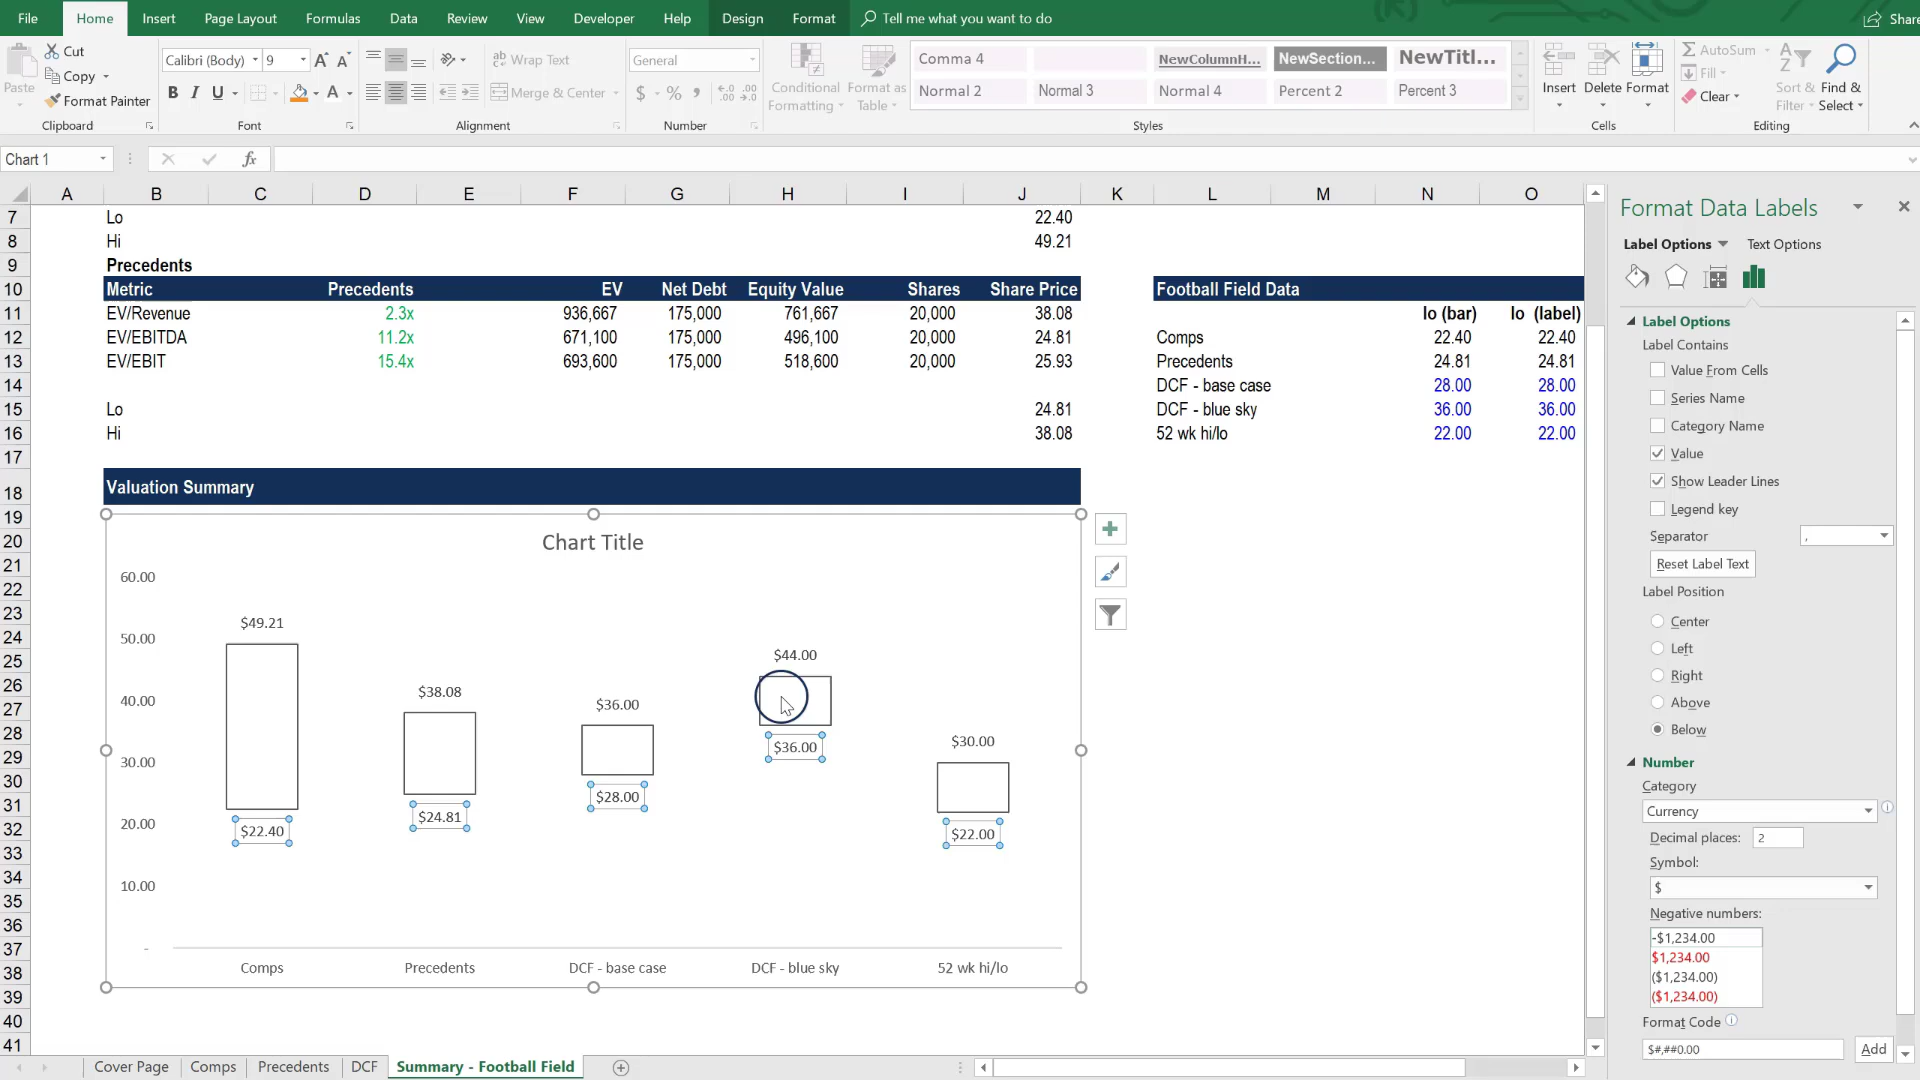 File Home Insert Page Layout Formulas Data Review View Developer Help Design Format Tell me what you want to do Share
Cut
Copy
Format Painter
Paste
Clipboard
Calibri (Body) 9 A A
B I U A
Font
ab Wrap Text
Merge & Center
Alignment
General
$ % ,
Number
Conditional Formatting
Format as Table
Comma 4 NewColumnH... NewSection... NewTitl...
Normal 2 Normal 3 Normal 4 Percent 2 Percent 3
Styles
Insert Delete Format
Cells
AutoSum
Fill
Clear
Sort & Filter
Find & Select
Editing
Chart 1 fx
A B C D E F G H I J K L M N O
7 Lo 22.40
8 Hi 49.21
9 Precedents
10 Metric Precedents EV Net Debt Equity Value Shares Share Price Football Field Data
11 EV/Revenue 2.3x 936,667 175,000 761,667 20,000 38.08 lo (bar) lo (label)
12 EV/EBITDA 11.2x 671,100 175,000 496,100 20,000 24.81 Comps 22.40 22.40
13 EV/EBIT 15.4x 693,600 175,000 518,600 20,000 25.93 Precedents 24.81 24.81
14 DCF - base case 28.00 28.00
15 Lo 24.81 DCF - blue sky 36.00 36.00
16 Hi 38.08 52 wk hi/lo 22.00 22.00
17
18 Valuation Summary
19
20 Chart Title
21 60.00
22
23 $49.21
24 50.00
25 $44.00
26 $38.08
27 40.00 $36.00
28 $30.00
29 30.00 $36.00
30
31 $28.00
32 20.00 $22.40 $24.81 $22.00
33
34 10.00
35
36
37 -
38 Comps Precedents DCF - base case DCF - blue sky 52 wk hi/lo
39
40
41
Cover Page Comps Precedents DCF Summary - Football Field
Format Data Labels
Label Options Text Options
Label Options
Label Contains
Value From Cells
Series Name
Category Name
Value
Show Leader Lines
Legend key
Separator ,
Reset Label Text
Label Position
Center
Left
Right
Above
Below
Number
Category
Currency
Decimal places: 2
Symbol:
$
Negative numbers:
-$1,234.00
$1,234.00
($1,234.00)
($1,234.00)
Format Code
$#,##0.00 Add